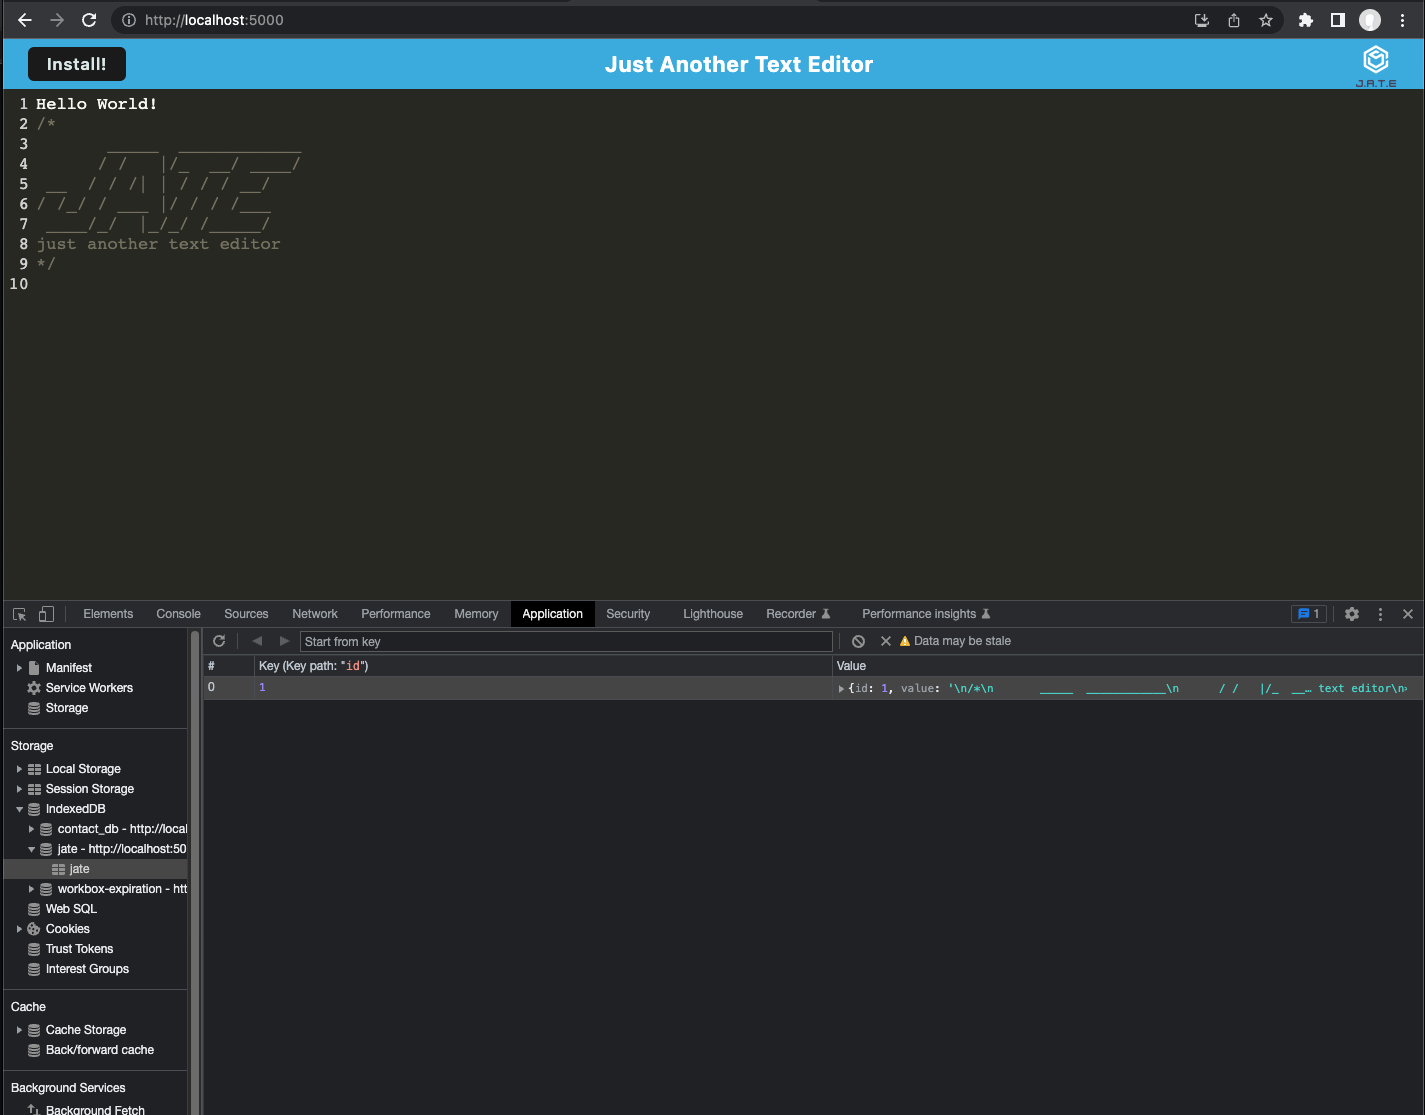 http://localhost:5000
Install!
Just Another Text Editor
J.A.T.E
1 Hello World!
2 /*
3        _____  ____________
4       / /   |/_  __/ ____/
5  __  / / /| | / / / __/
6 / /_/ / ___ |/ / / /___
7  ____/_/  |_/_/ /_____/
8 just another text editor
9 */
10
Elements Console Sources Network Performance Memory Application Security Lighthouse Recorder Performance insights 1
Application
Manifest
Service Workers
Storage
Storage
Local Storage
Session Storage
IndexedDB
contact_db - http://local
jate - http://localhost:50
jate
workbox-expiration - htt
Web SQL
Cookies
Trust Tokens
Interest Groups
Cache
Cache Storage
Back/forward cache
Background Services
Background Fetch
Start from key
Data may be stale
# Key (Key path: "id") Value
0 1 {id: 1, value: '\n/*\n       _____  ____________\n      / /   |/_  __… text editor\n